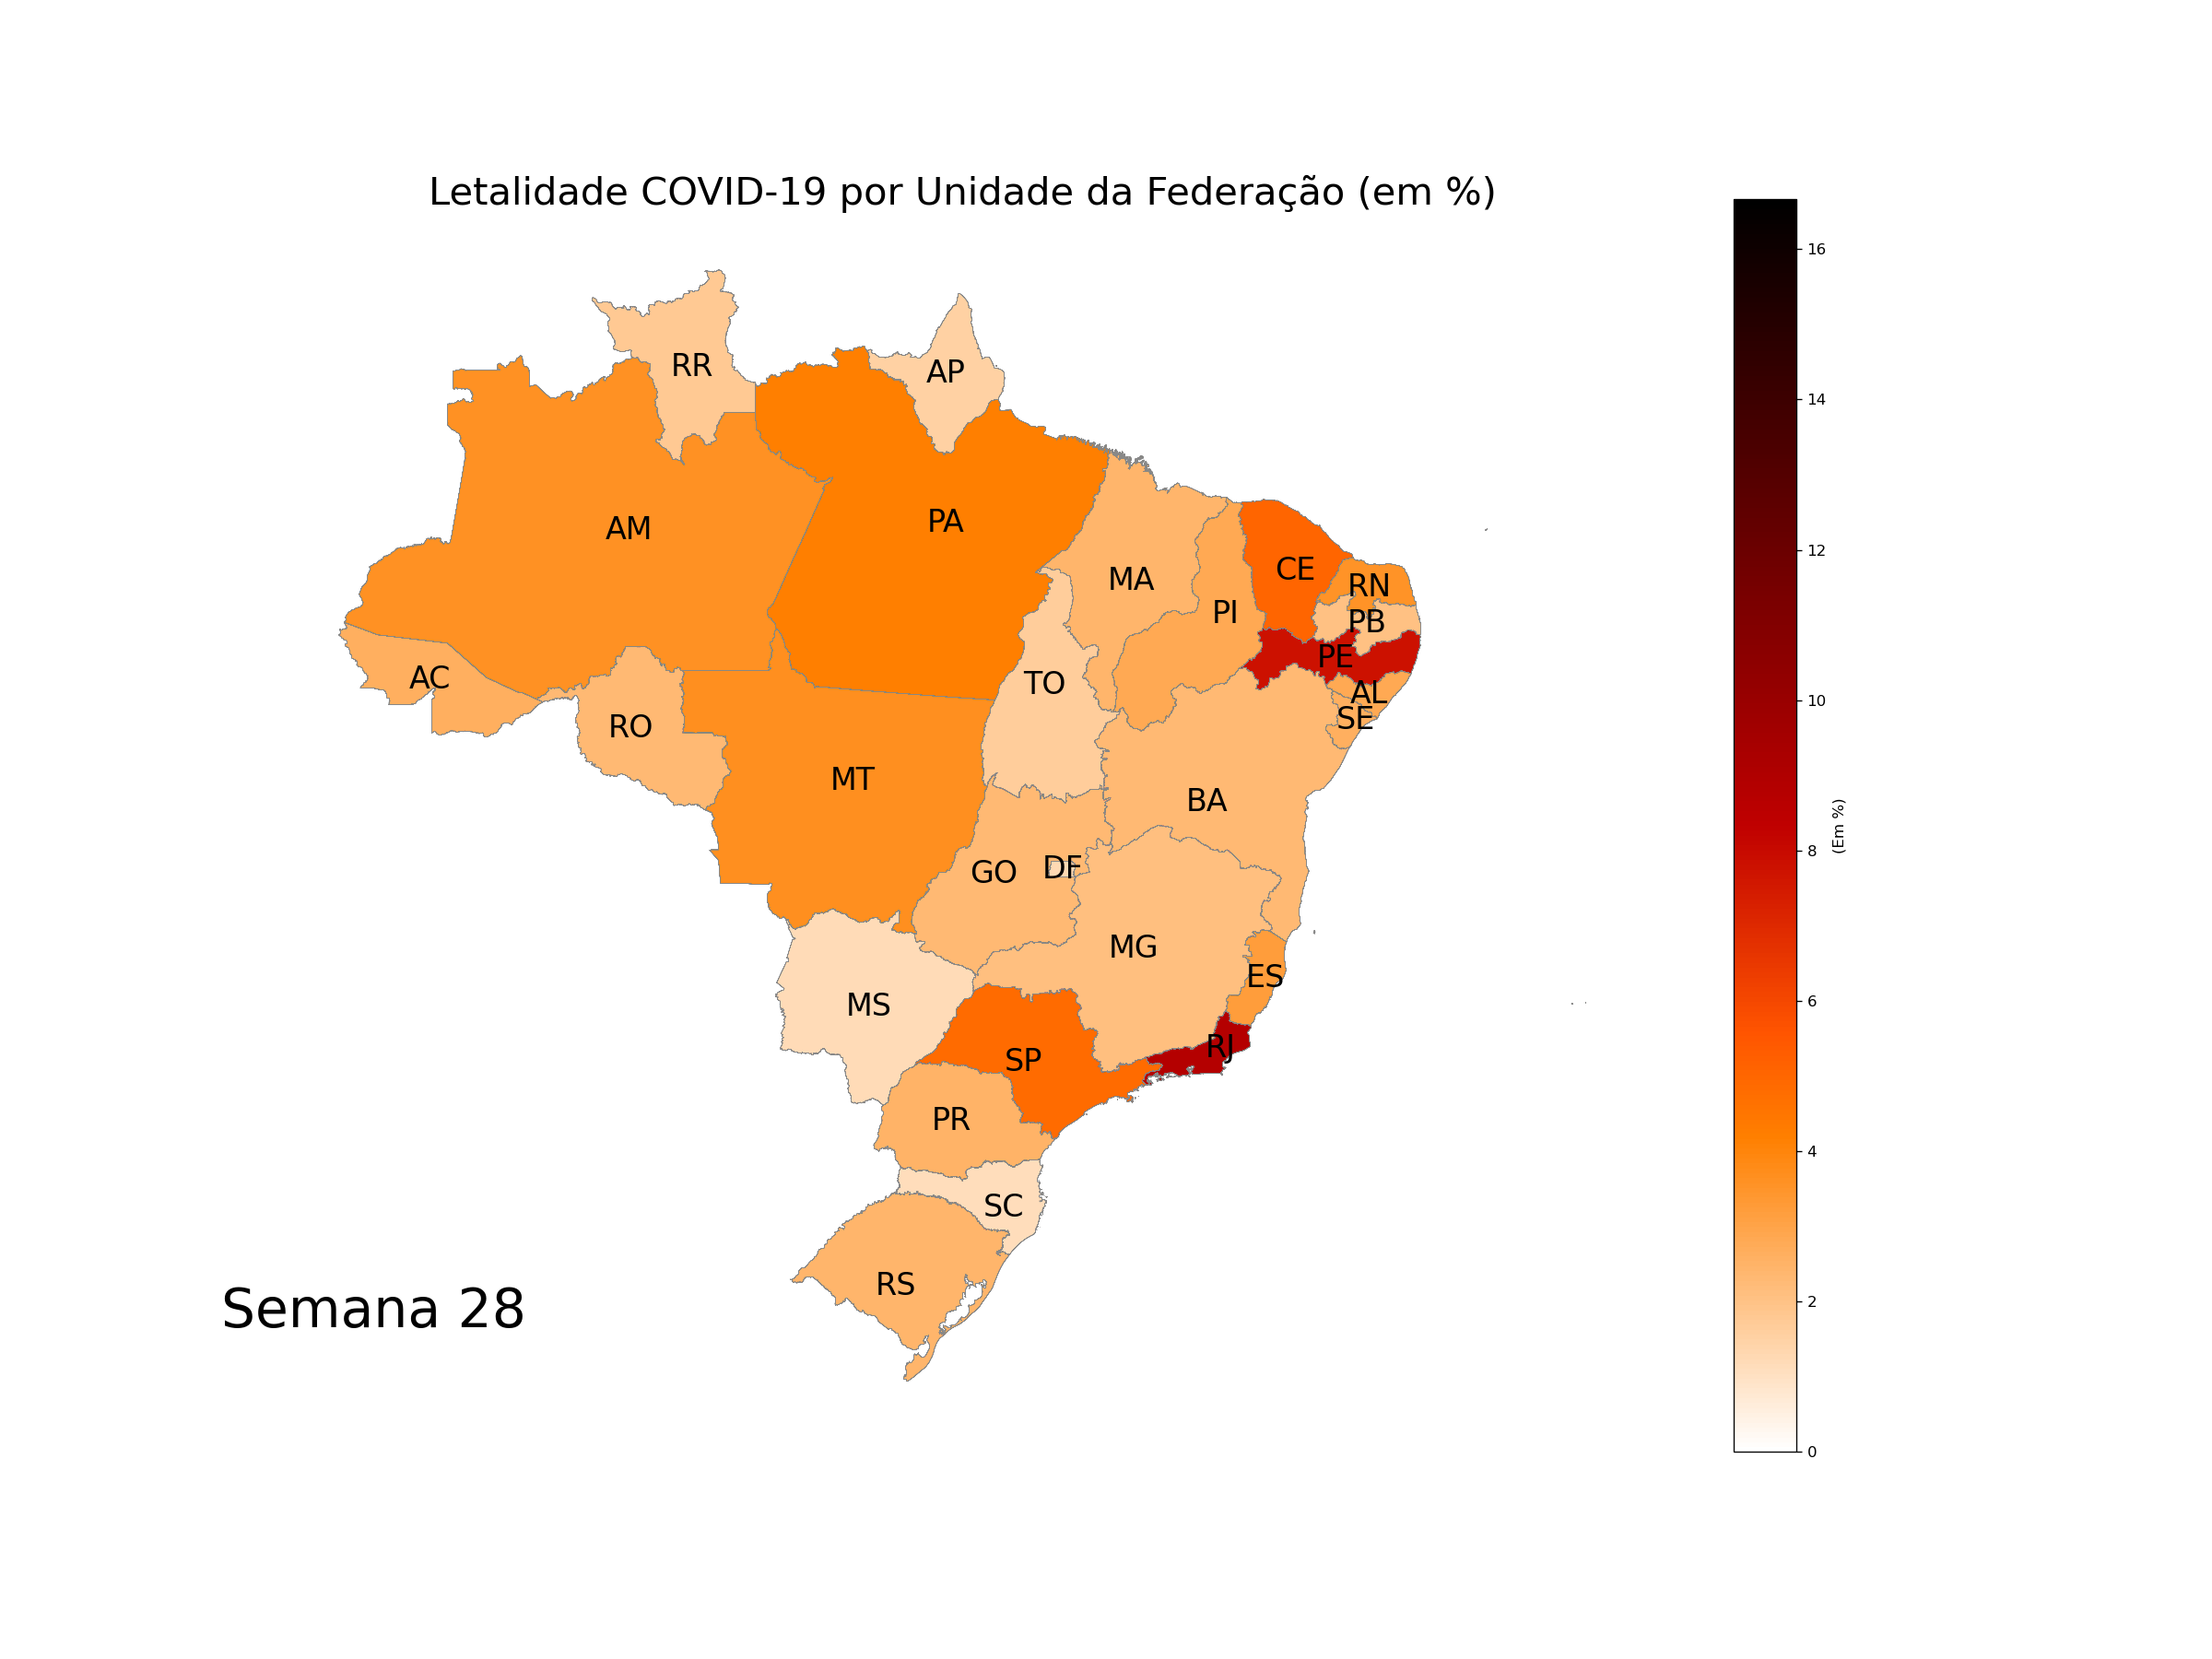 Letalidade COVID-19 por Unidade da Federação (em %)
RR
AP
AM
PA
MA
CE
RN
PI
PB
PE
AC
TO
AL
SE
RO
MT
BA
GO
DF
MG
ES
MS
RJ
SP
PR
SC
RS
Semana 28
16
14
12
10
8
6
4
2
0
(Em %)